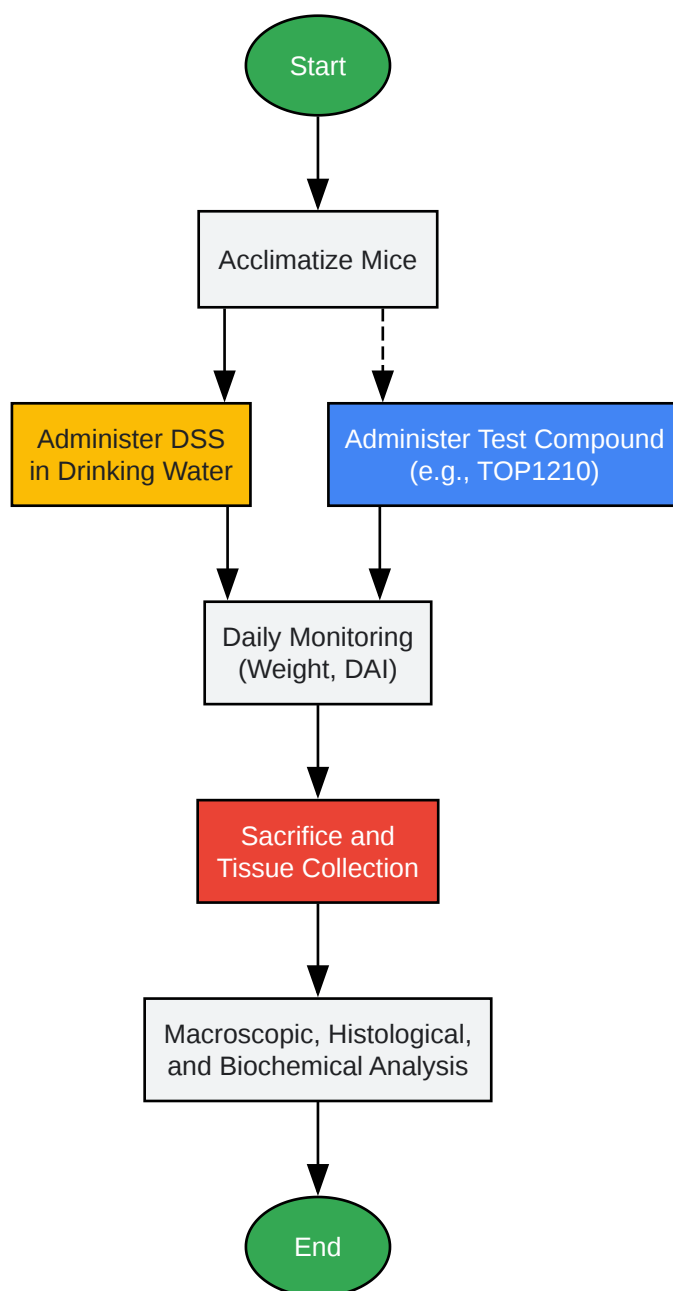 Start
Acclimatize Mice
Administer DSS
in Drinking Water
Administer Test Compound
(e.g., TOP1210)
Daily Monitoring
(Weight, DAI)
Sacrifice and
Tissue Collection
Macroscopic, Histological,
and Biochemical Analysis
End